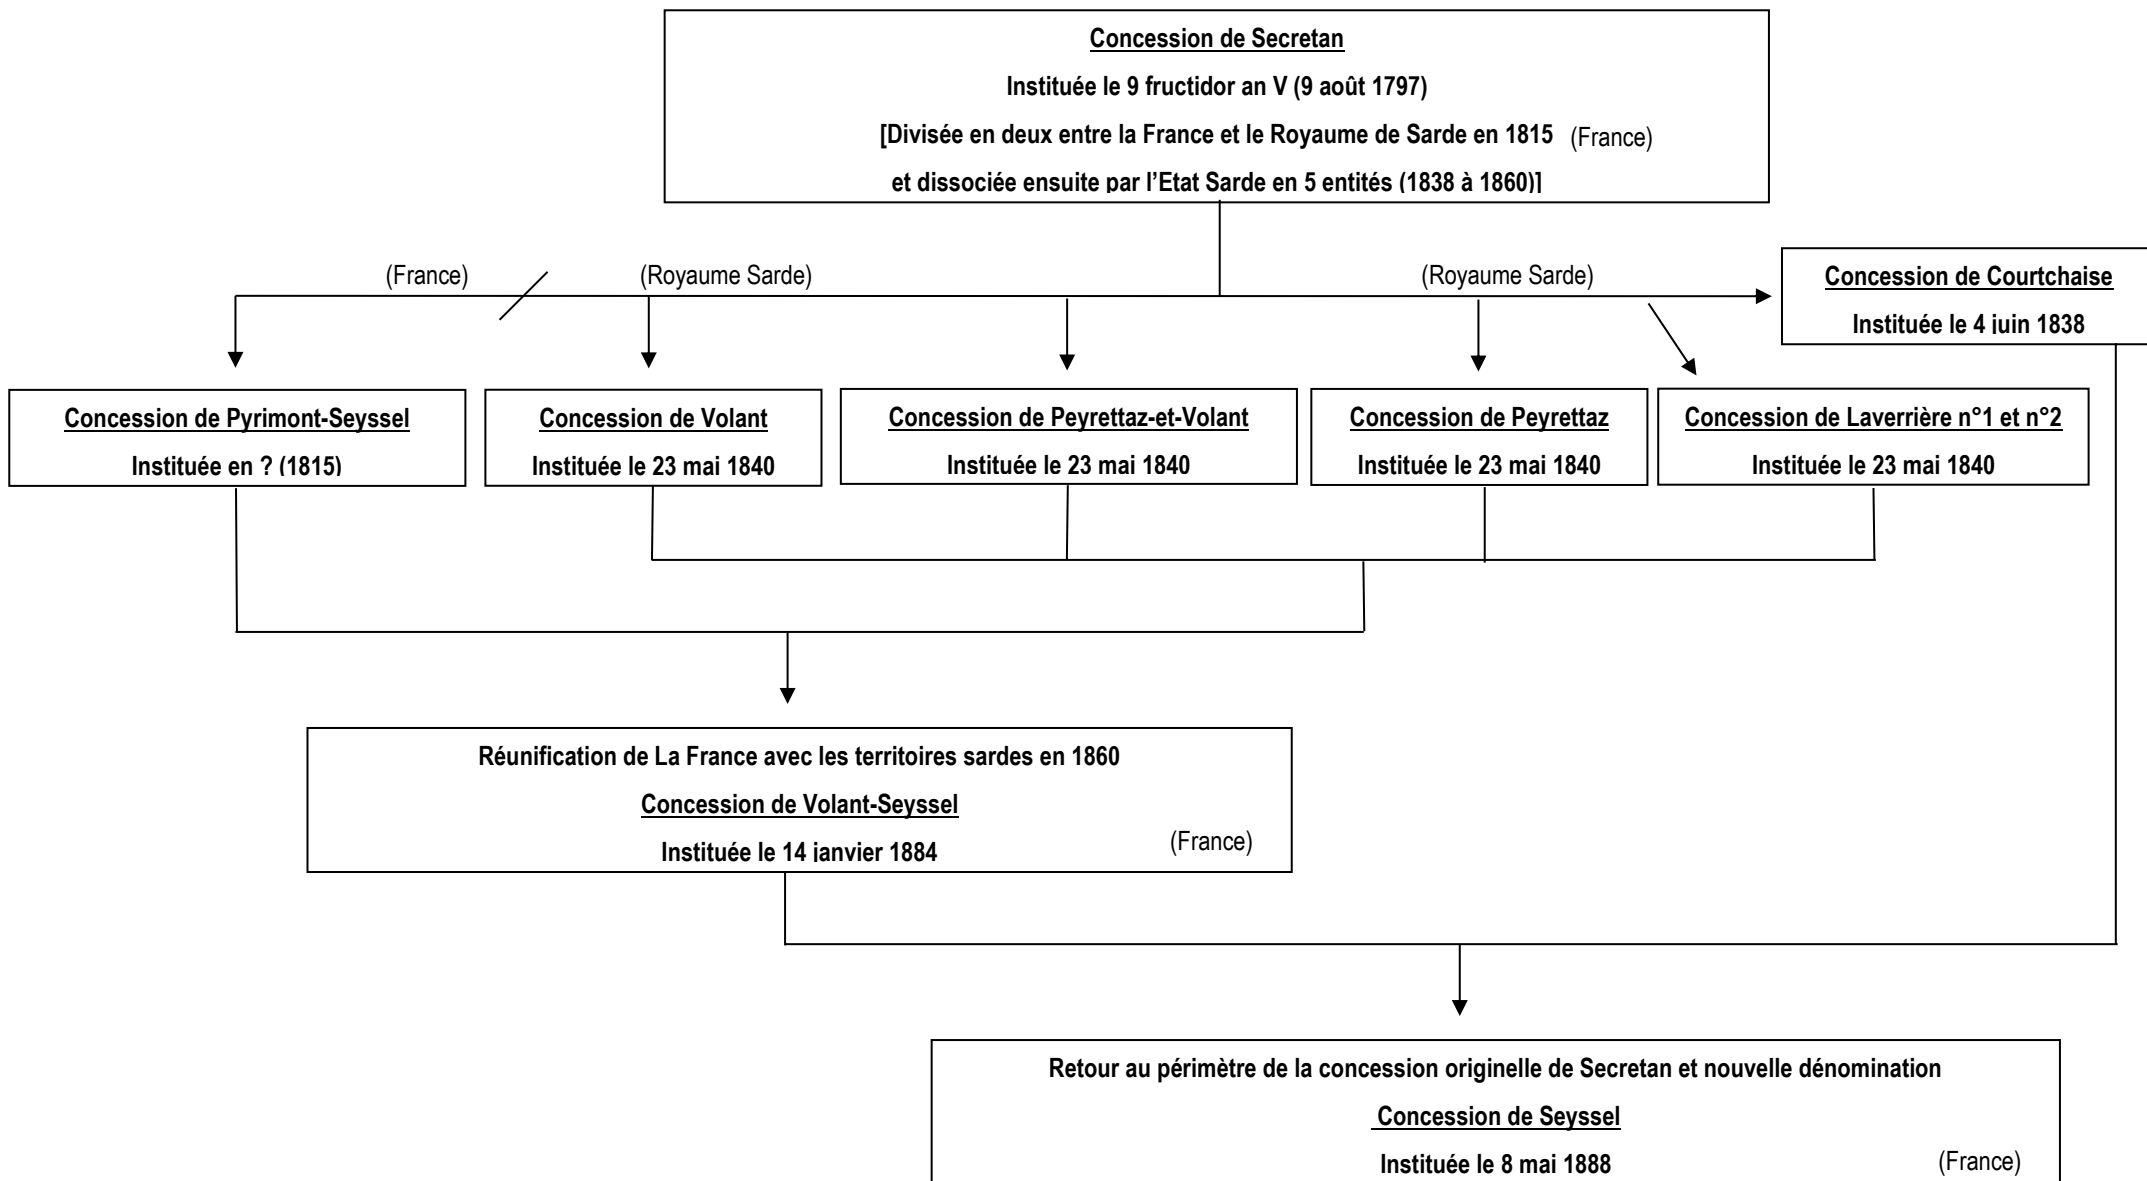 Concession de Secretan
Instituée le 9 fructidor an V (9 août 1797)
[Divisée en deux entre la France et le Royaume de Sarde en 1815 (France)
et dissociée ensuite par l’Etat Sarde en 5 entités (1838 à 1860)]
(France)
(Royaume Sarde)
(Royaume Sarde)
Concession de Courtchaise
Instituée le 4 juin 1838
Concession de Pyrimont-Seyssel
Instituée en ? (1815)
Concession de Volant
Instituée le 23 mai 1840
Concession de Peyrettaz-et-Volant
Instituée le 23 mai 1840
Concession de Peyrettaz
Instituée le 23 mai 1840
Concession de Laverrière n°1 et n°2
Instituée le 23 mai 1840
Réunification de La France avec les territoires sardes en 1860
Concession de Volant-Seyssel
Instituée le 14 janvier 1884
(France)
Retour au périmètre de la concession originelle de Secretan et nouvelle dénomination
Concession de Seyssel
Instituée le 8 mai 1888
(France)